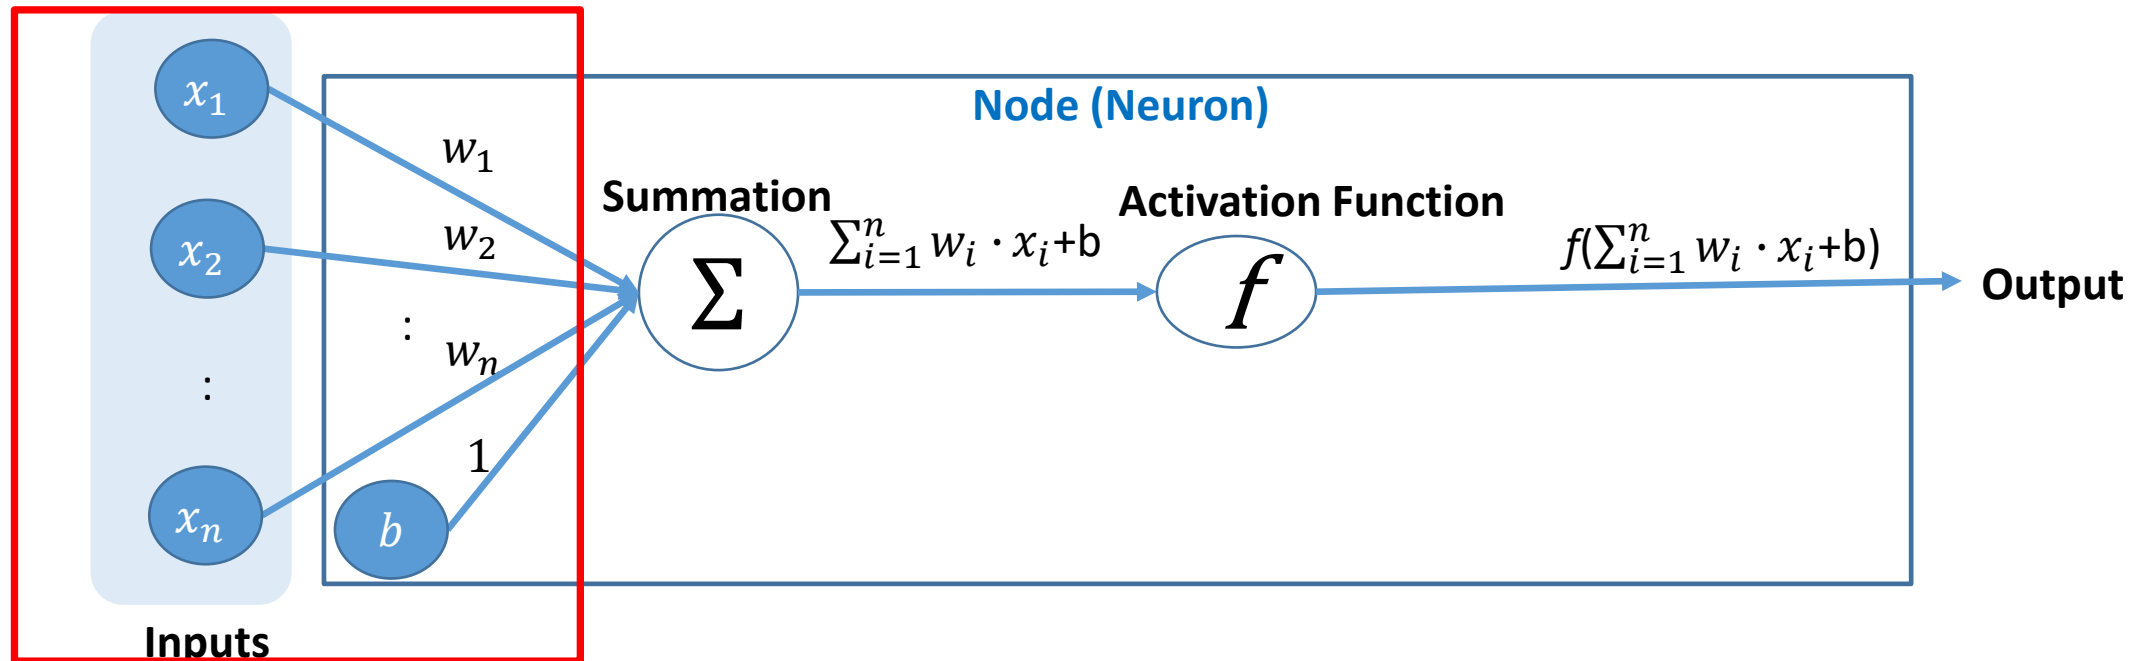 x₁
x₂
:
xₙ
Inputs
w₁
w₂
:
wₙ
1
b
Node (Neuron)
Summation
Σ
∑ⁿᵢ₌₁ wᵢ · xᵢ+b
Activation Function
f
f(∑ⁿᵢ₌₁ wᵢ · xᵢ+b)
Output